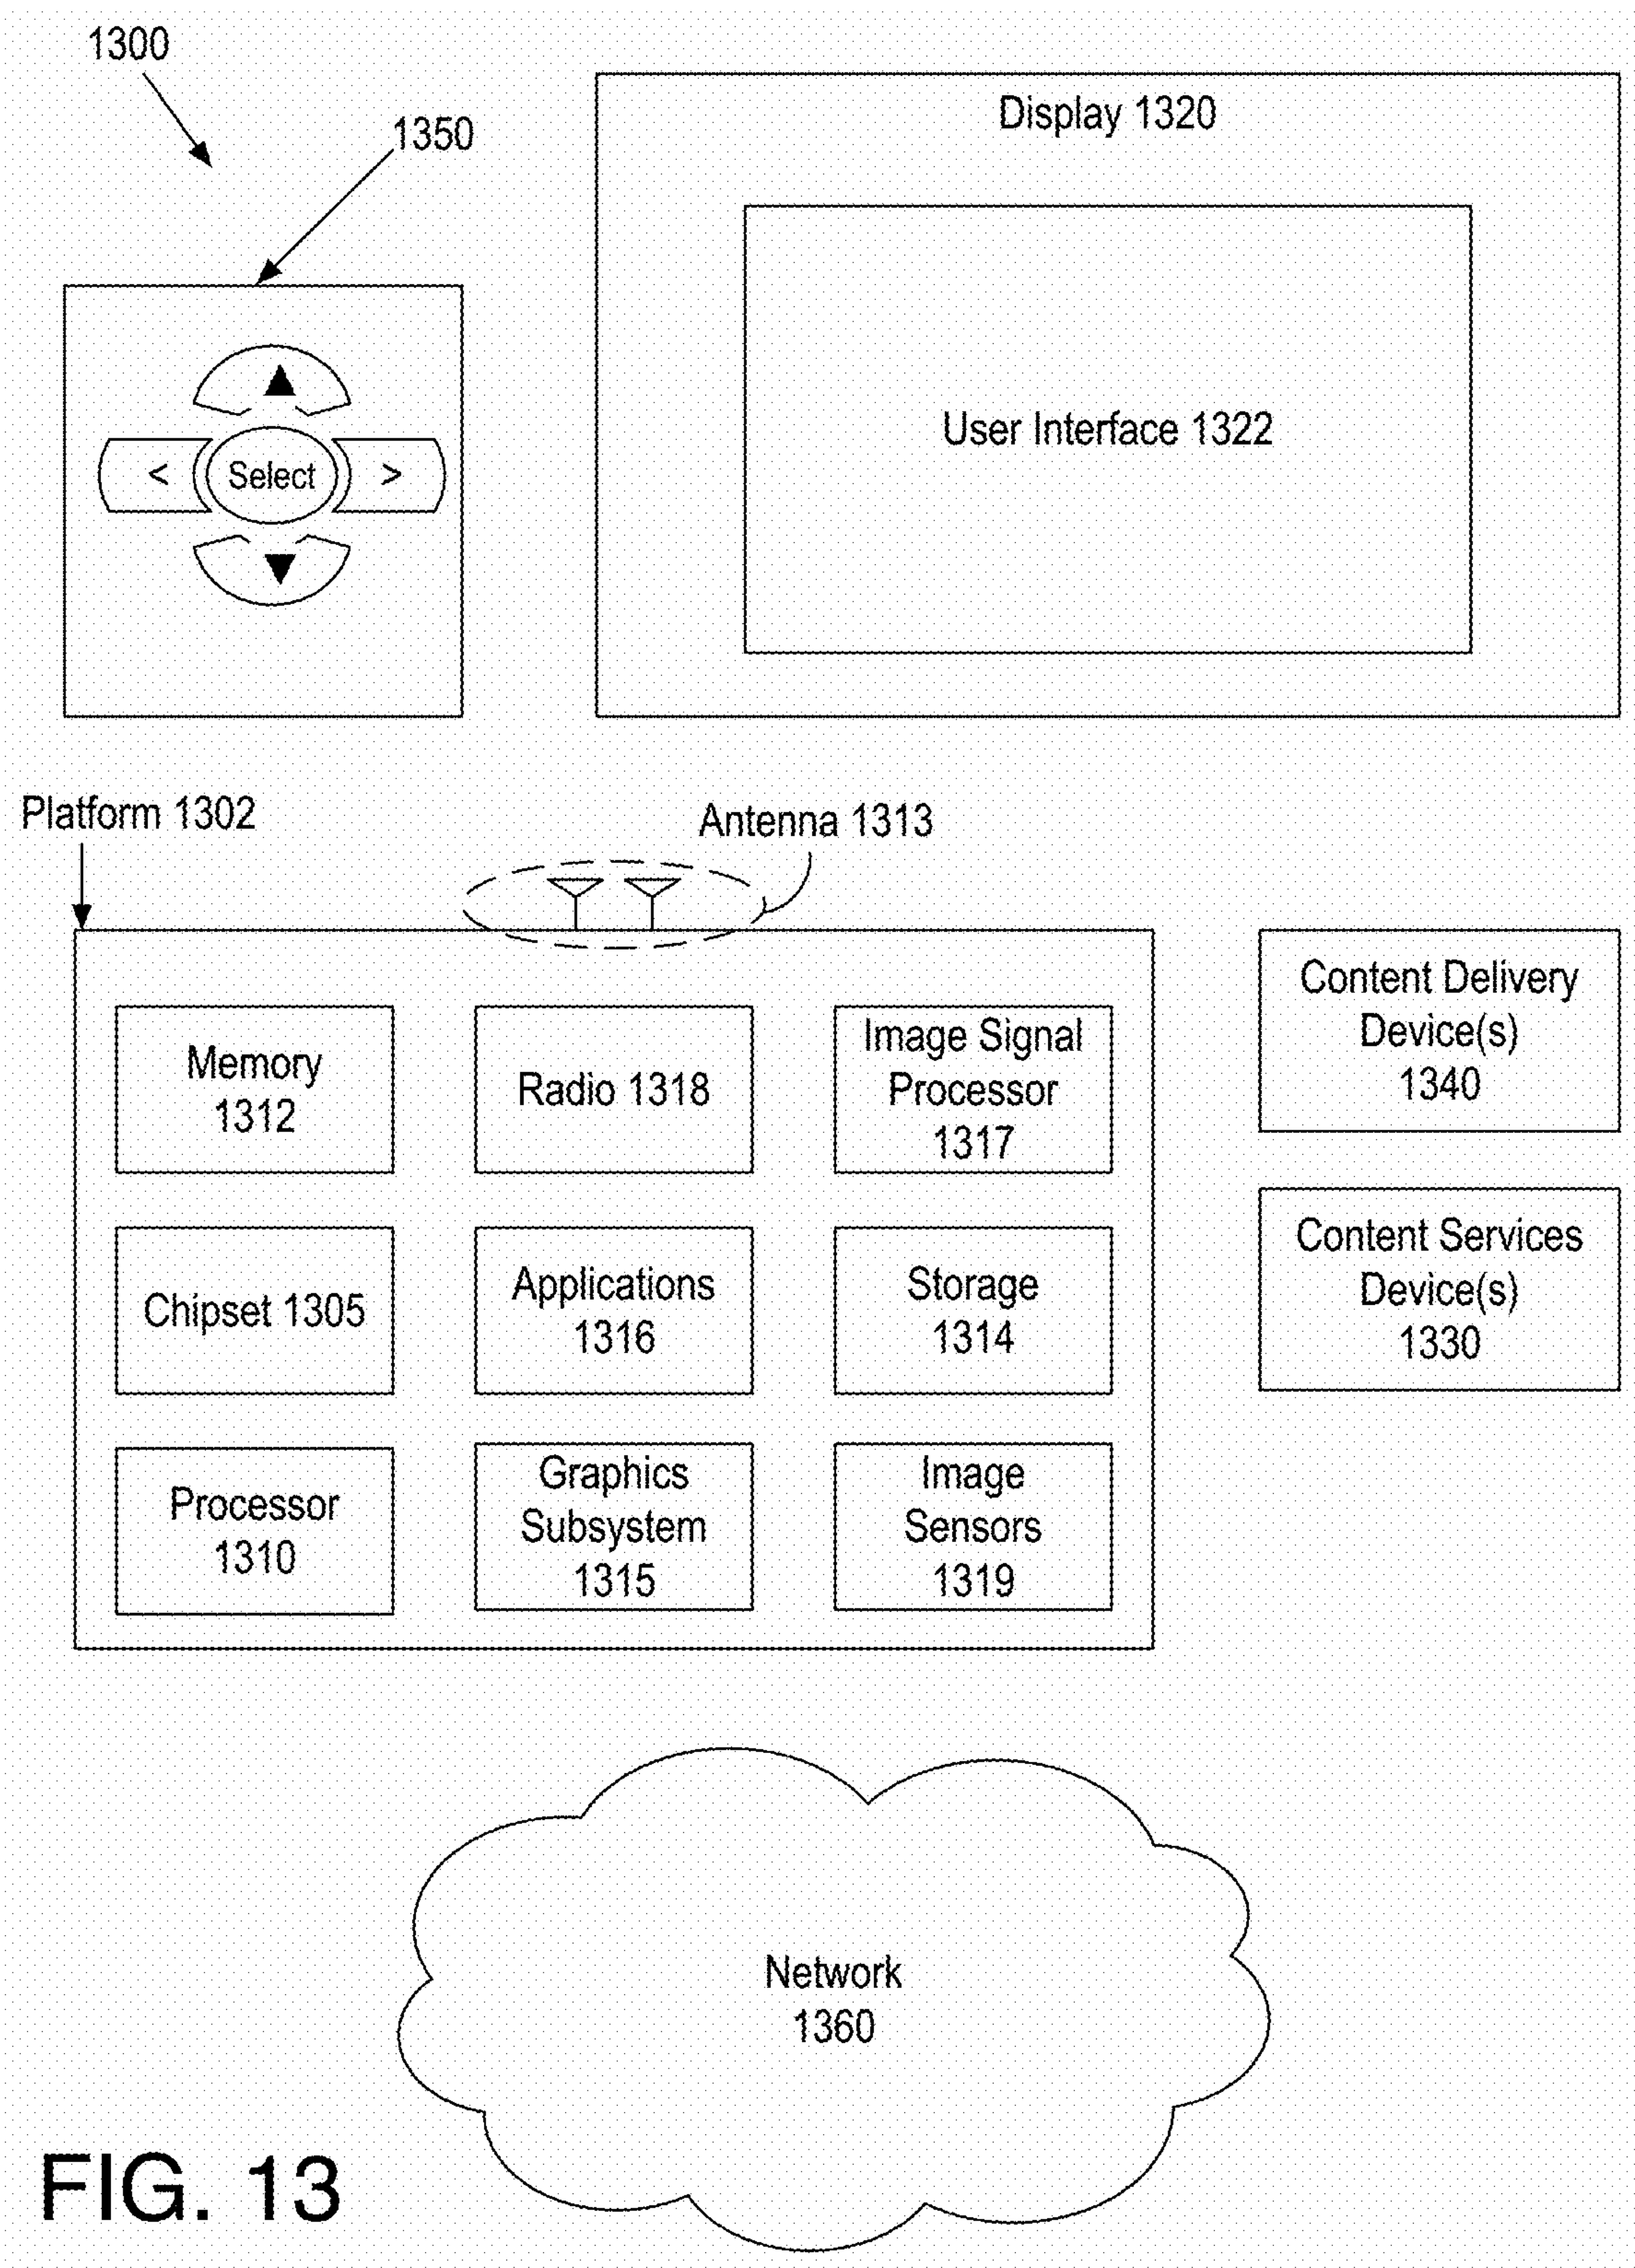 1300
1350
Display 1320
User Interface 1322
<
Select
>
Platform 1302
Antenna 1313
Memory
1312
Radio 1318
Image Signal
Processor
1317
Chipset 1305
Applications
1316
Storage
1314
Processor
1310
Graphics
Subsystem
1315
Image
Sensors
1319
Content Delivery
Device(s)
1340
Content Services
Device(s)
1330
Network
1360
FIG. 13